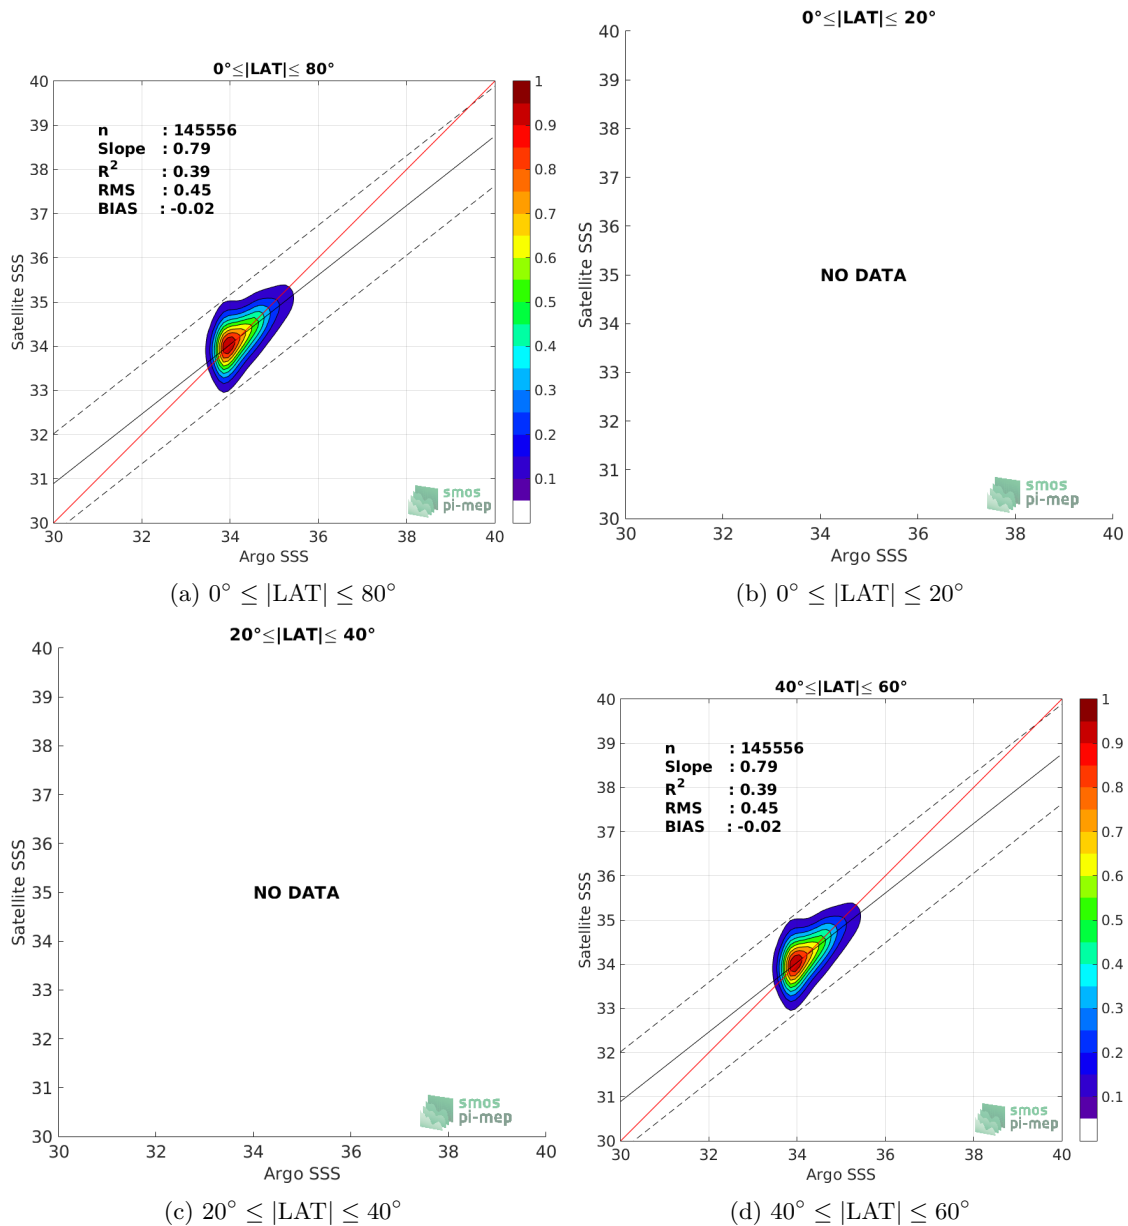 0°≤|LAT|≤ 80°
n : 145556
Slope : 0.79
R2 : 0.39
RMS : 0.45
BIAS : -0.02
40
39
38
37
36
35
34
33
32
31
30
30 32 34 36 38 40
Satellite SSS
Argo SSS
1
0.9
0.8
0.7
0.6
0.5
0.4
0.3
0.2
0.1
smos
pi-mep
(a) 0° ≤ |LAT| ≤ 80°
0°≤|LAT|≤ 20°
40
39
38
37
36
35
34
33
32
31
30
30 32 34 36 38 40
Satellite SSS
NO DATA
Argo SSS
smos
pi-mep
(b) 0° ≤ |LAT| ≤ 20°
20°≤|LAT|≤ 40°
40
39
38
37
36
35
34
33
32
31
30
30 32 34 36 38 40
Satellite SSS
NO DATA
Argo SSS
smos
pi-mep
(c) 20° ≤ |LAT| ≤ 40°
40°≤|LAT|≤ 60°
n : 145556
Slope : 0.79
R2 : 0.39
RMS : 0.45
BIAS : -0.02
40
39
38
37
36
35
34
33
32
31
30
30 32 34 36 38 40
Satellite SSS
Argo SSS
1
0.9
0.8
0.7
0.6
0.5
0.4
0.3
0.2
0.1
smos
pi-mep
(d) 40° ≤ |LAT| ≤ 60°